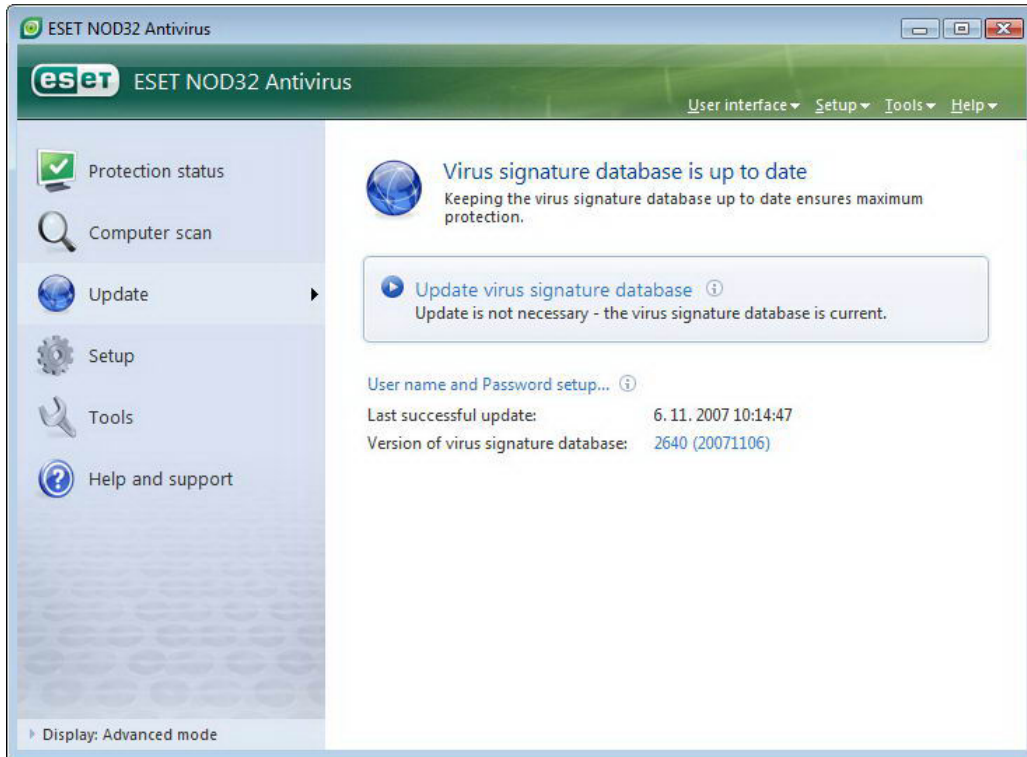 ESET NOD32 Antivirus
eset ESET NOD32 Antivirus
User interface Setup Tools Help
Protection status
Computer scan
Update
Setup
Tools
Help and support
Display: Advanced mode
Virus signature database is up to date
Keeping the virus signature database up to date ensures maximum
protection.
Update virus signature database
Update is not necessary - the virus signature database is current.
User name and Password setup...
Last successful update: 6. 11. 2007 10:14:47
Version of virus signature database: 2640 (20071106)